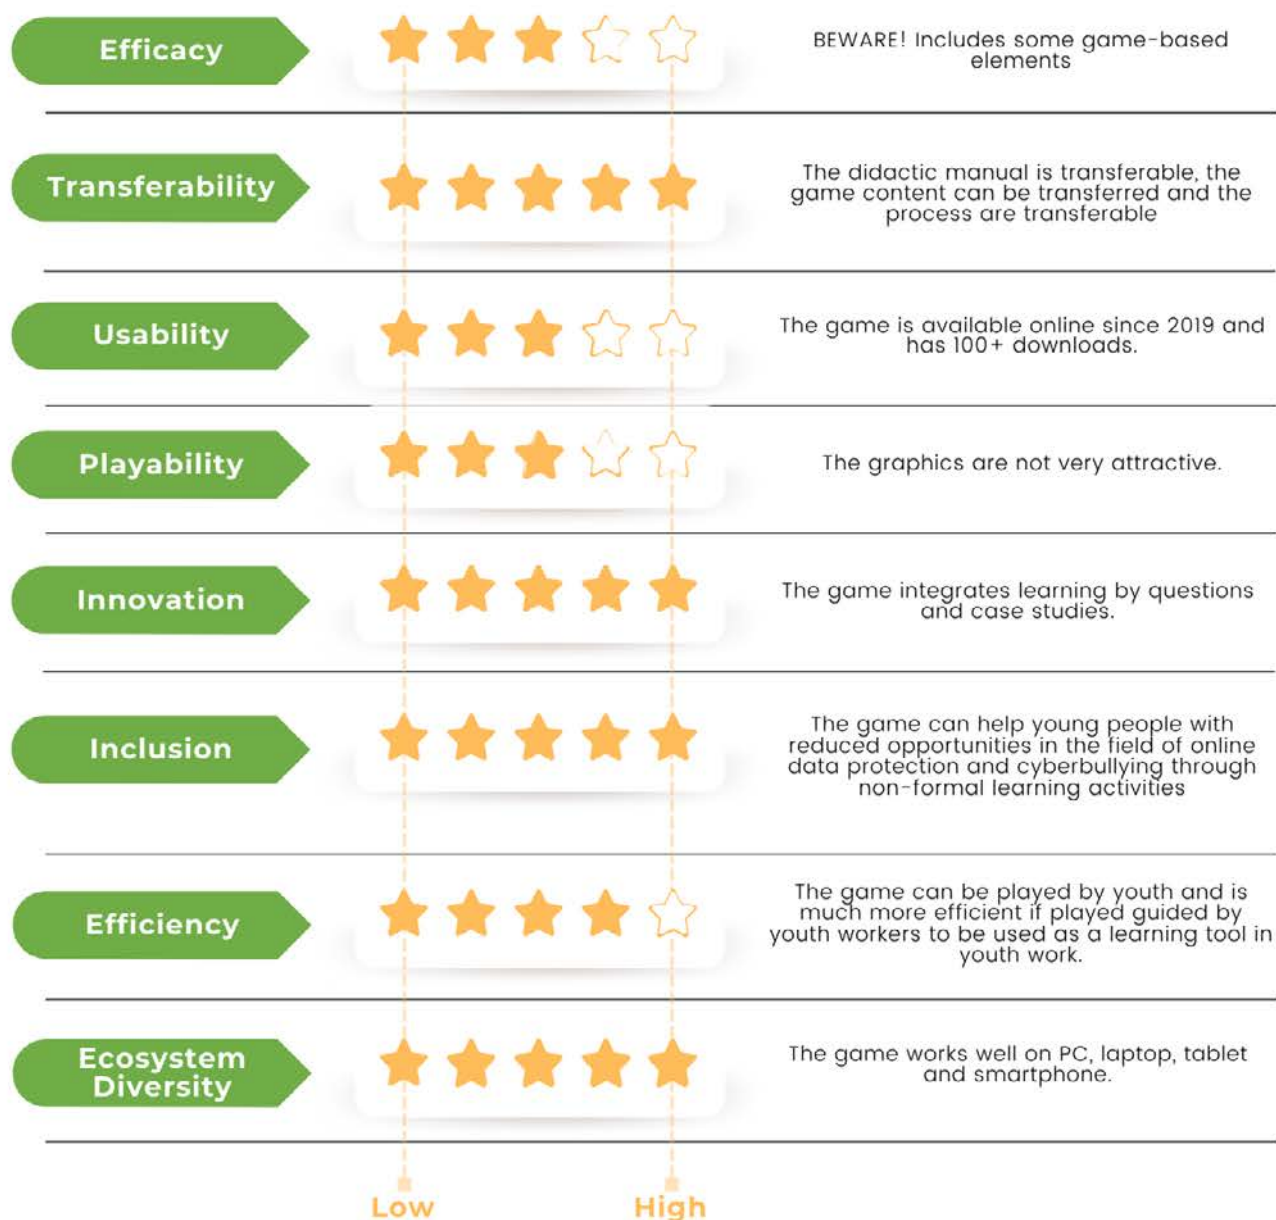 Efficacy
BEWARE! Includes some game-based
elements
Transferability
The didactic manual is transferable, the
game content can be transferred and the
process are transferable
Usability
The game is available online since 2019 and
has 100+ downloads.
Playability
The graphics are not very attractive.
Innovation
The game integrates learning by questions
and case studies.
Inclusion
The game can help young people with
reduced opportunities in the field of online
data protection and cyberbullying through
non-formal learning activities
Efficiency
The game can be played by youth and is
much more efficient if played guided by
youth workers to be used as a learning tool in
youth work.
Ecosystem
Diversity
The game works well on PC, laptop, tablet
and smartphone.
Low
High